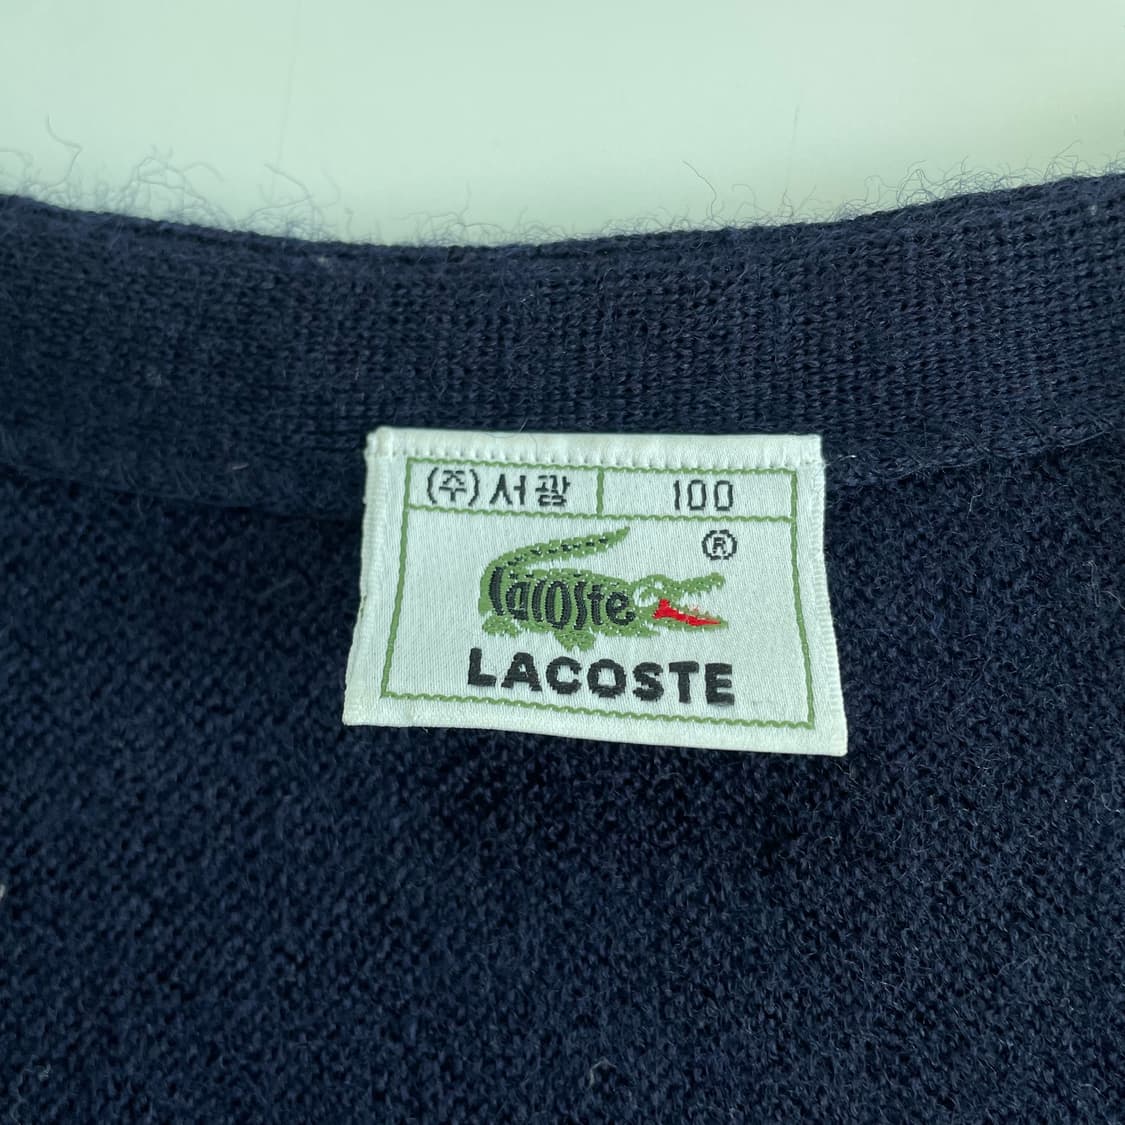 (주)서광 100
®
Lacoste
LACOSTE